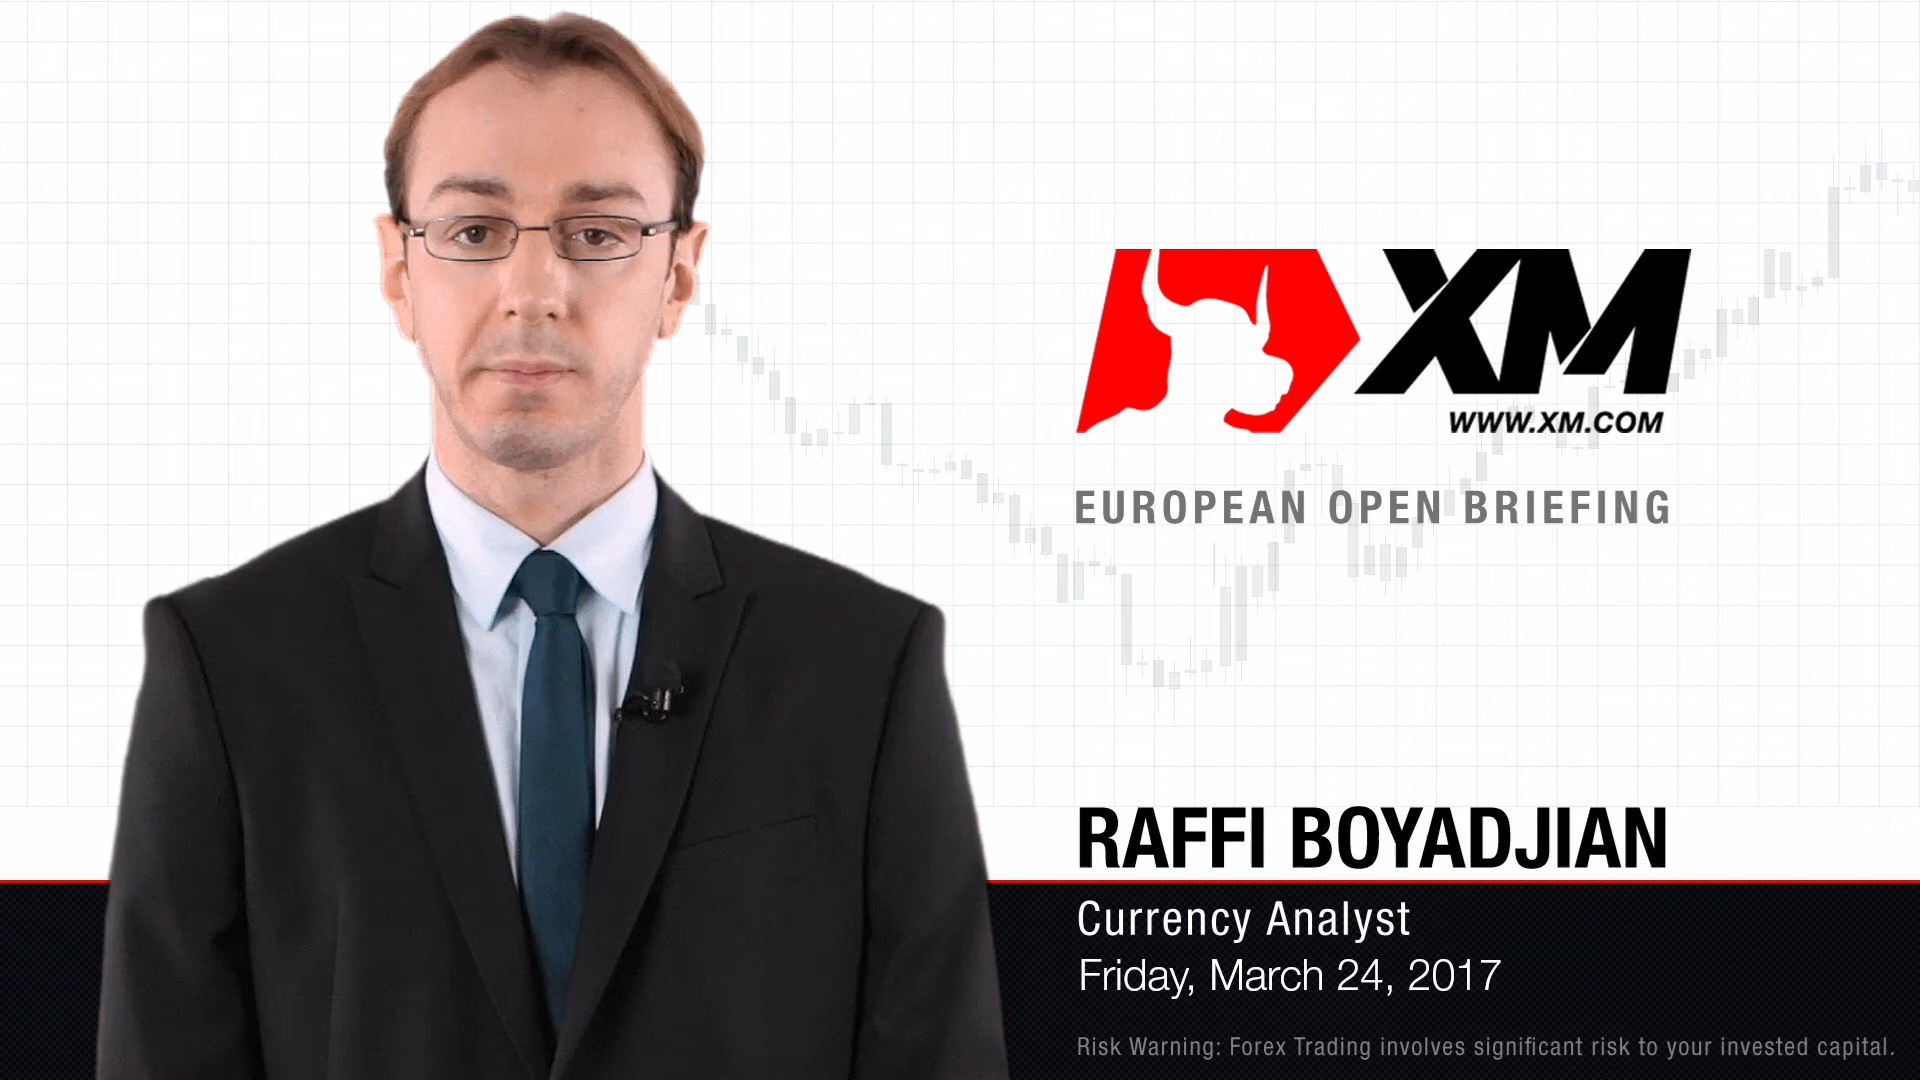 XM
WWW.XM.COM
EUROPEAN OPEN BRIEFING
RAFFI BOYADJIAN
Currency Analyst
Friday, March 24, 2017
Risk Warning: Forex Trading involves significant risk to your invested capital.